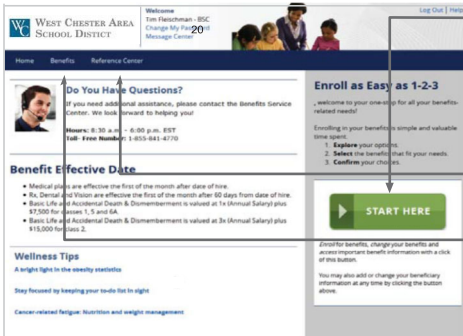 WEST CHESTER AREA
SCHOOL DISTICT
Welcome
Tim Fleischman - BSC
Change My Pas
Message Center
20
Log Out | Help
Home Benefits Reference Center
Do You Have Questions?
If you need additional assistance, please contact the Benefits Service
Center. We look forward to helping you!
Hours: 8:30 a.m. - 6:00 p.m. EST
Toll- Free Number: 1-855-841-4770
Benefit Effective Date
Medical plans are effective the first of the month after date of hire.
Rx, Dental and Vision are effective the first of the month after 60 days from date of hire.
Basic Life and Accidental Death & Dismemberment is valued at 1x (Annual Salary) plus
$7,500 for classes 1, 5 and 6A.
Basic Life and Accidental Death & Dismemberment is valued at 3x (Annual Salary) plus
$15,000 for class 2.
Wellness Tips
A bright light in the obesity statistics
Stay focused by keeping your to-do list in sight
Cancer-related fatigue: Nutrition and weight management
Enroll as Easy as 1-2-3
, welcome to your one-stop for all your benefits-
related needs!
Enrolling in your benefits is simple and valuable
time spent.
1. Explore your options.
2. Select the benefits that fit your needs.
3. Confirm your choices.
START HERE
Enroll for benefits, change your benefits and
access important benefit information with a click
of this button.
You may also add or change your beneficiary
information at any time by clicking the button
above.